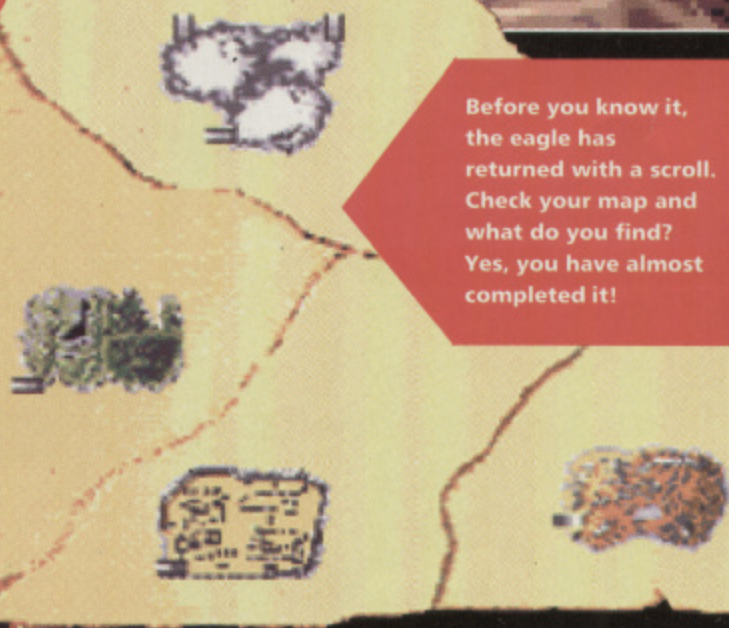 Before you know it,
the eagle has
returned with a scroll.
Check your map and
what do you find?
Yes, you have almost
completed it!